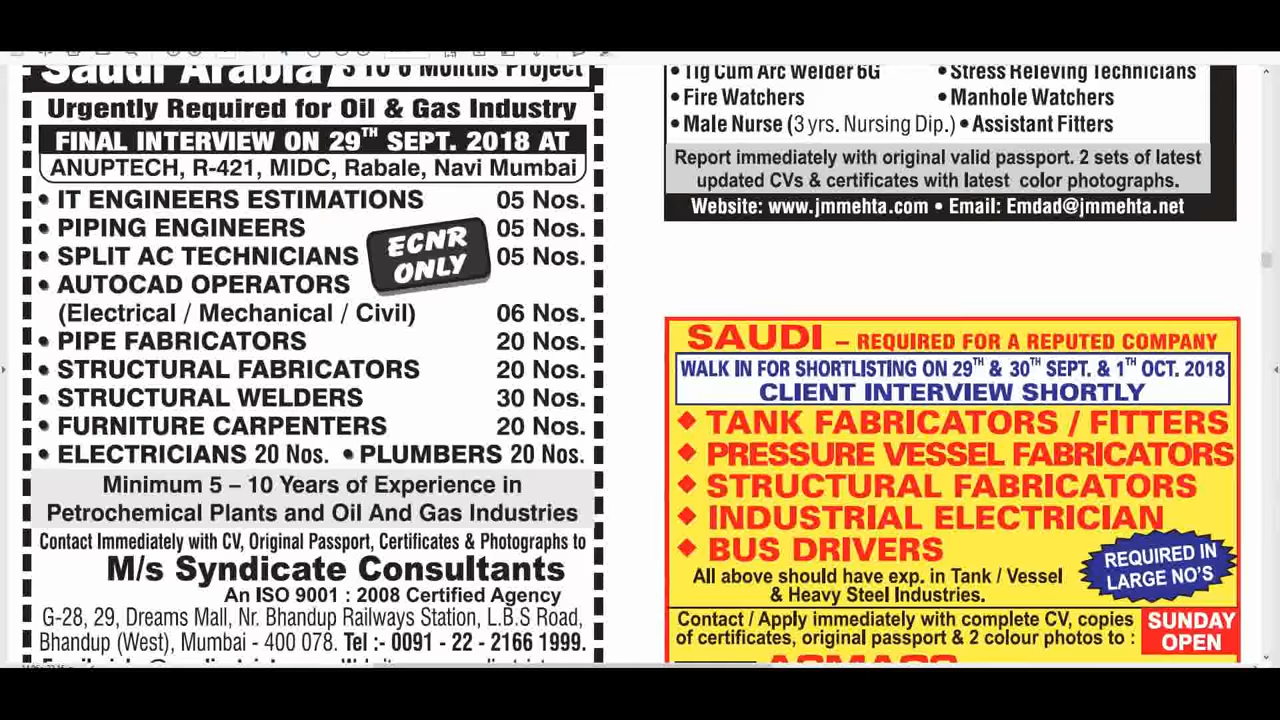 Saudi Arabia / 3 To 6 Months Project
Urgently Required for Oil & Gas Industry
FINAL INTERVIEW ON 29TH SEPT. 2018 AT
ANUPTECH, R-421, MIDC, Rabale, Navi Mumbai
• IT ENGINEERS ESTIMATIONS 05 Nos.
• PIPING ENGINEERS 05 Nos.
• SPLIT AC TECHNICIANS 05 Nos.
ECNR
ONLY
• AUTOCAD OPERATORS
(Electrical / Mechanical / Civil) 06 Nos.
• PIPE FABRICATORS 20 Nos.
• STRUCTURAL FABRICATORS 20 Nos.
• STRUCTURAL WELDERS 30 Nos.
• FURNITURE CARPENTERS 20 Nos.
• ELECTRICIANS 20 Nos. • PLUMBERS 20 Nos.
Minimum 5 – 10 Years of Experience in
Petrochemical Plants and Oil And Gas Industries
Contact Immediately with CV, Original Passport, Certificates & Photographs to
M/s Syndicate Consultants
An ISO 9001 : 2008 Certified Agency
G-28, 29, Dreams Mall, Nr. Bhandup Railways Station, L.B.S Road,
Bhandup (West), Mumbai - 400 078. Tel :- 0091 - 22 - 2166 1999.
• Tig Cum Arc Welder 6G • Stress Releving Technicians
• Fire Watchers • Manhole Watchers
• Male Nurse (3 yrs. Nursing Dip.) • Assistant Fitters
Report immediately with original valid passport. 2 sets of latest
updated CVs & certificates with latest color photographs.
Website: www.jmmehta.com • Email: Emdad@jmmehta.net
SAUDI – REQUIRED FOR A REPUTED COMPANY
WALK IN FOR SHORTLISTING ON 29TH & 30TH SEPT. & 1TH OCT. 2018
CLIENT INTERVIEW SHORTLY
◆ TANK FABRICATORS / FITTERS
◆ PRESSURE VESSEL FABRICATORS
◆ STRUCTURAL FABRICATORS
◆ INDUSTRIAL ELECTRICIAN
◆ BUS DRIVERS
REQUIRED IN
LARGE NO'S
All above should have exp. in Tank / Vessel
& Heavy Steel Industries.
Contact / Apply immediately with complete CV, copies
of certificates, original passport & 2 colour photos to :
SUNDAY
OPEN